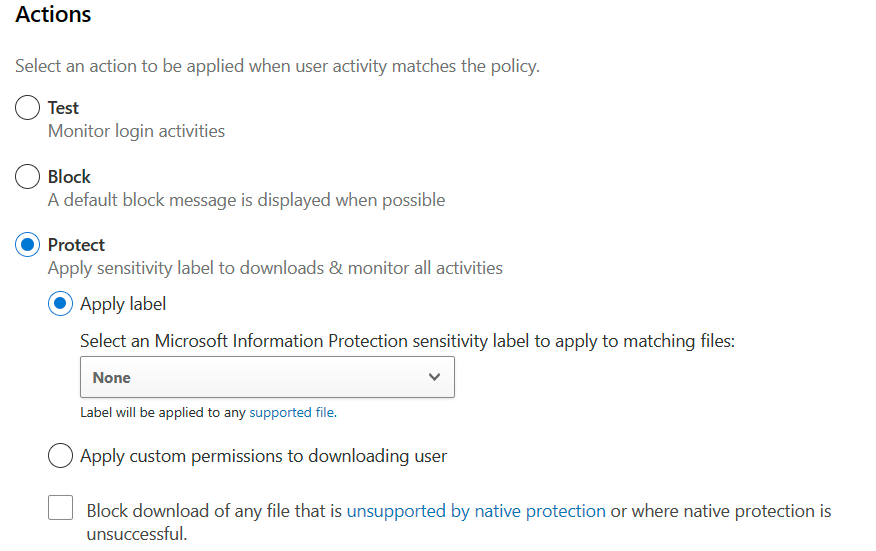 Actions
Select an action to be applied when user activity matches the policy.
Test
Monitor login activities
Block
A default block message is displayed when possible
Protect
Apply sensitivity label to downloads & monitor all activities
Apply label
Select an Microsoft Information Protection sensitivity label to apply to matching files:
None
Label will be applied to any supported file.
Apply custom permissions to downloading user
Block download of any file that is unsupported by native protection or where native protection is
unsuccessful.